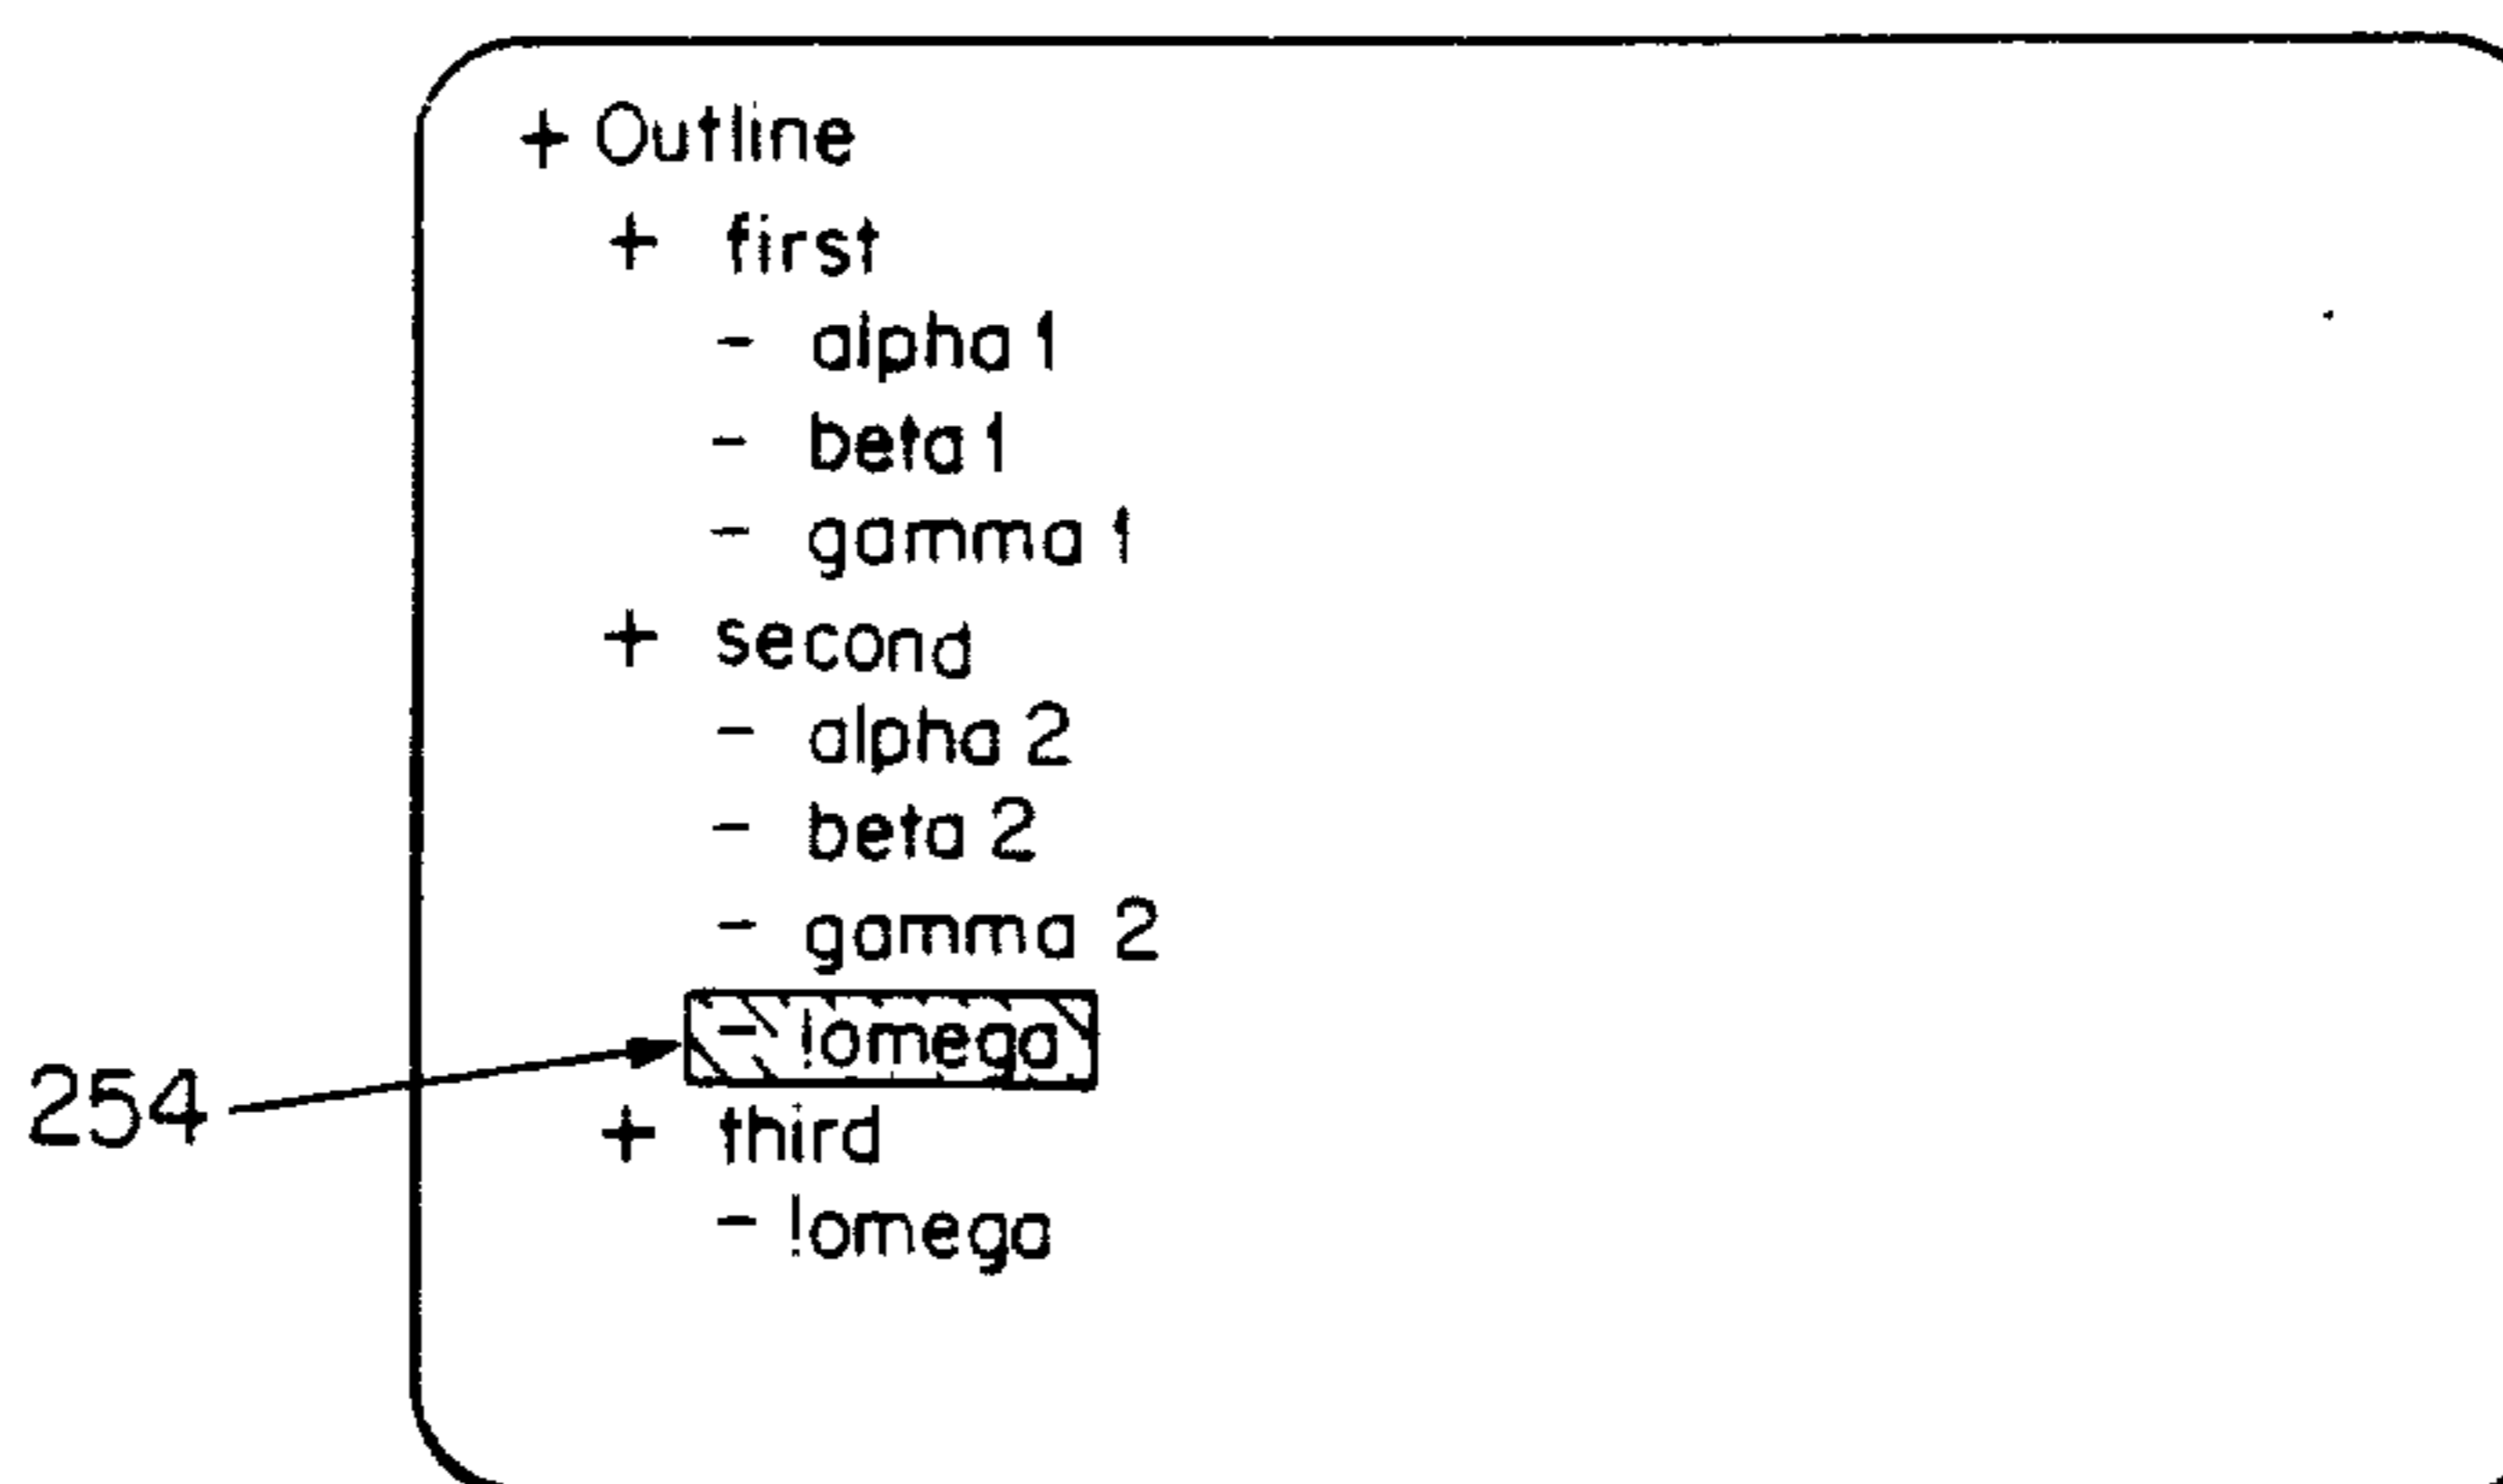 + Outline
+ first
- alpha 1
- beta 1
- gamma 1
+ second
- alpha 2
- beta 2
- gamma 2
- !omega
254
+ third
- !omega